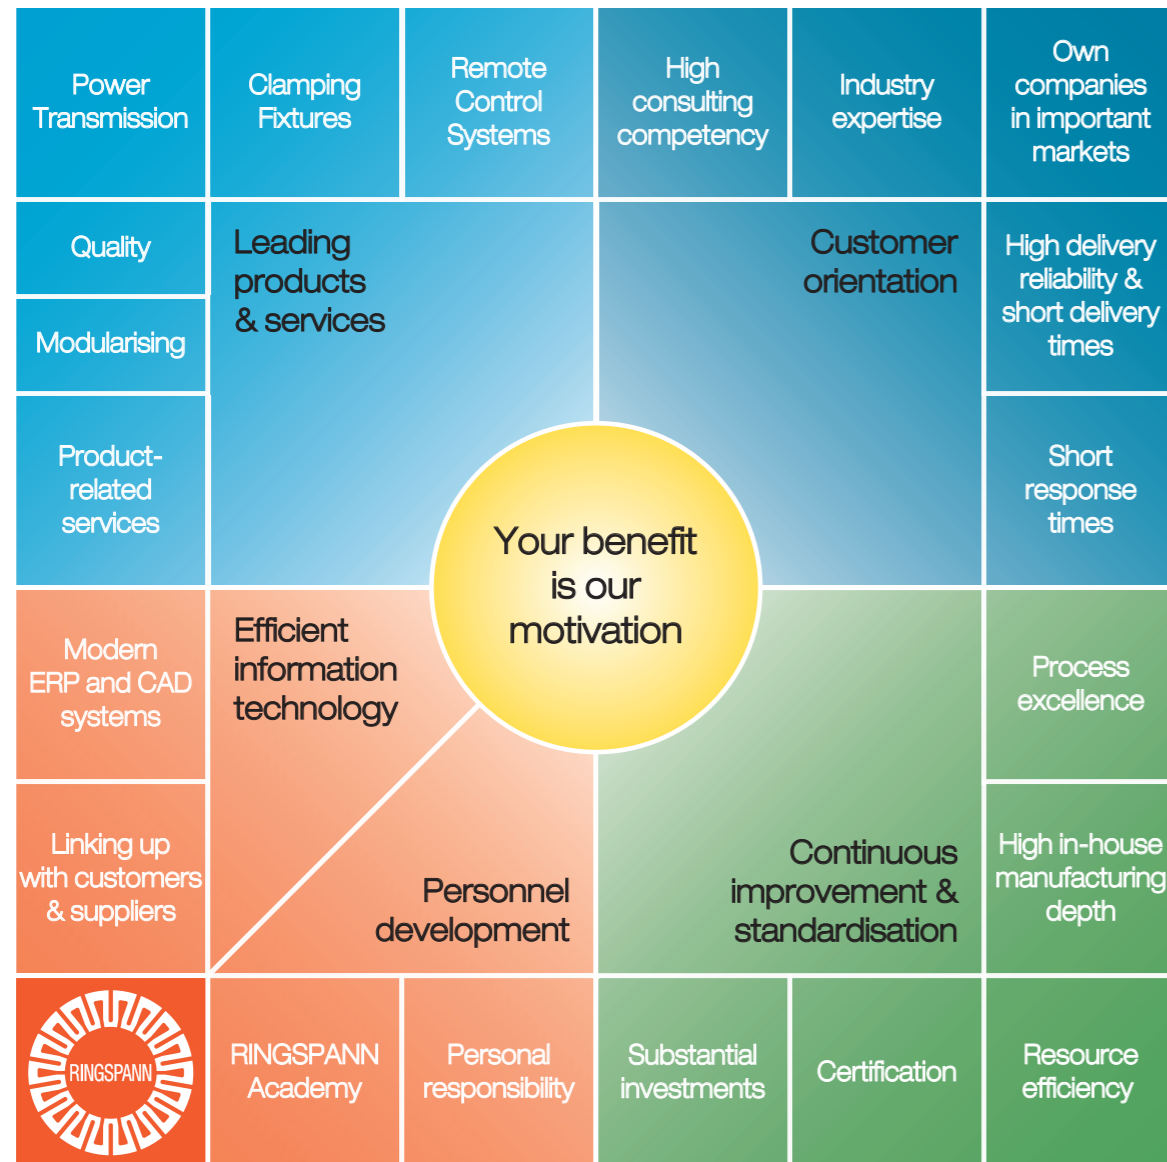 Power
Transmission
Clamping
Fixtures
Remote
Control
Systems
High
consulting
competency
Industry
expertise
Own
companies
in important
markets
Quality
Modularising
Leading
products
& services
Customer
orientation
High delivery
reliability &
short delivery
times
Product-
related
services
Short
response
times
Your benefit
is our
motivation
Modern
ERP and CAD
systems
Efficient
information
technology
Process
excellence
Linking up
with customers
& suppliers
Personnel
development
Continuous
improvement &
standardisation
High in-house
manufacturing
depth
RINGSPANN
RINGSPANN
Academy
Personal
responsibility
Substantial
investments
Certification
Resource
efficiency